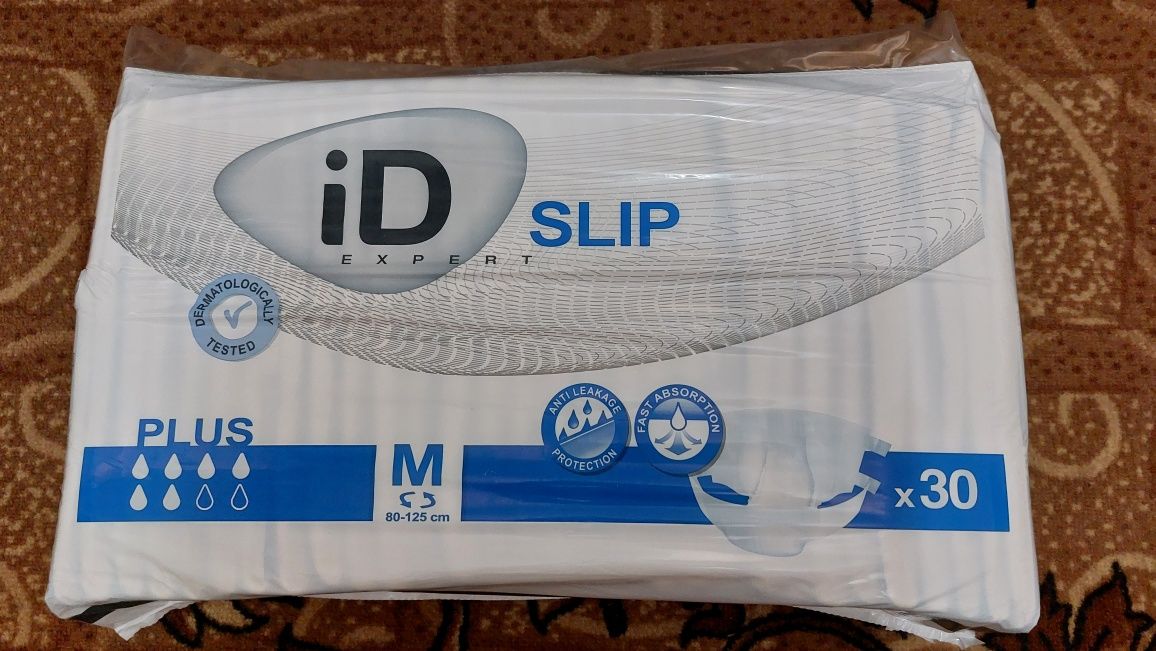 iD
EXPERT
SLIP
DERMATOLOGICALLY
TESTED
PLUS
M
80-125 cm
ANTI LEAKAGE
PROTECTION
FAST ABSORPTION
x30